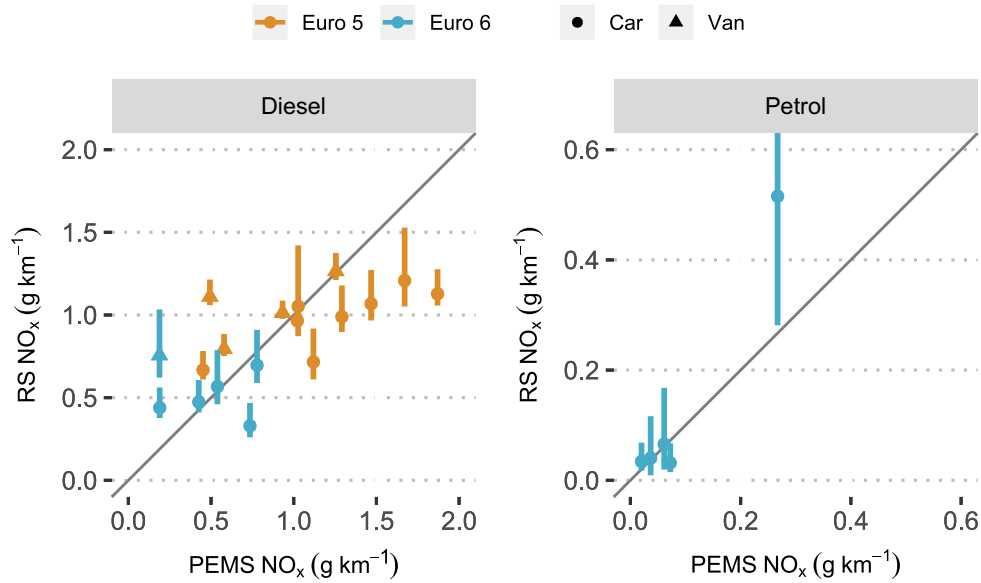 Euro 5 Euro 6 Car Van
Diesel Petrol
2.0
1.5
1.0
0.5
0.0
RS NOₓ (g km⁻¹)
0.0 0.5 1.0 1.5 2.0
PEMS NOₓ (g km⁻¹)
0.6
0.4
0.2
0.0
RS NOₓ (g km⁻¹)
0.0 0.2 0.4 0.6
PEMS NOₓ (g km⁻¹)